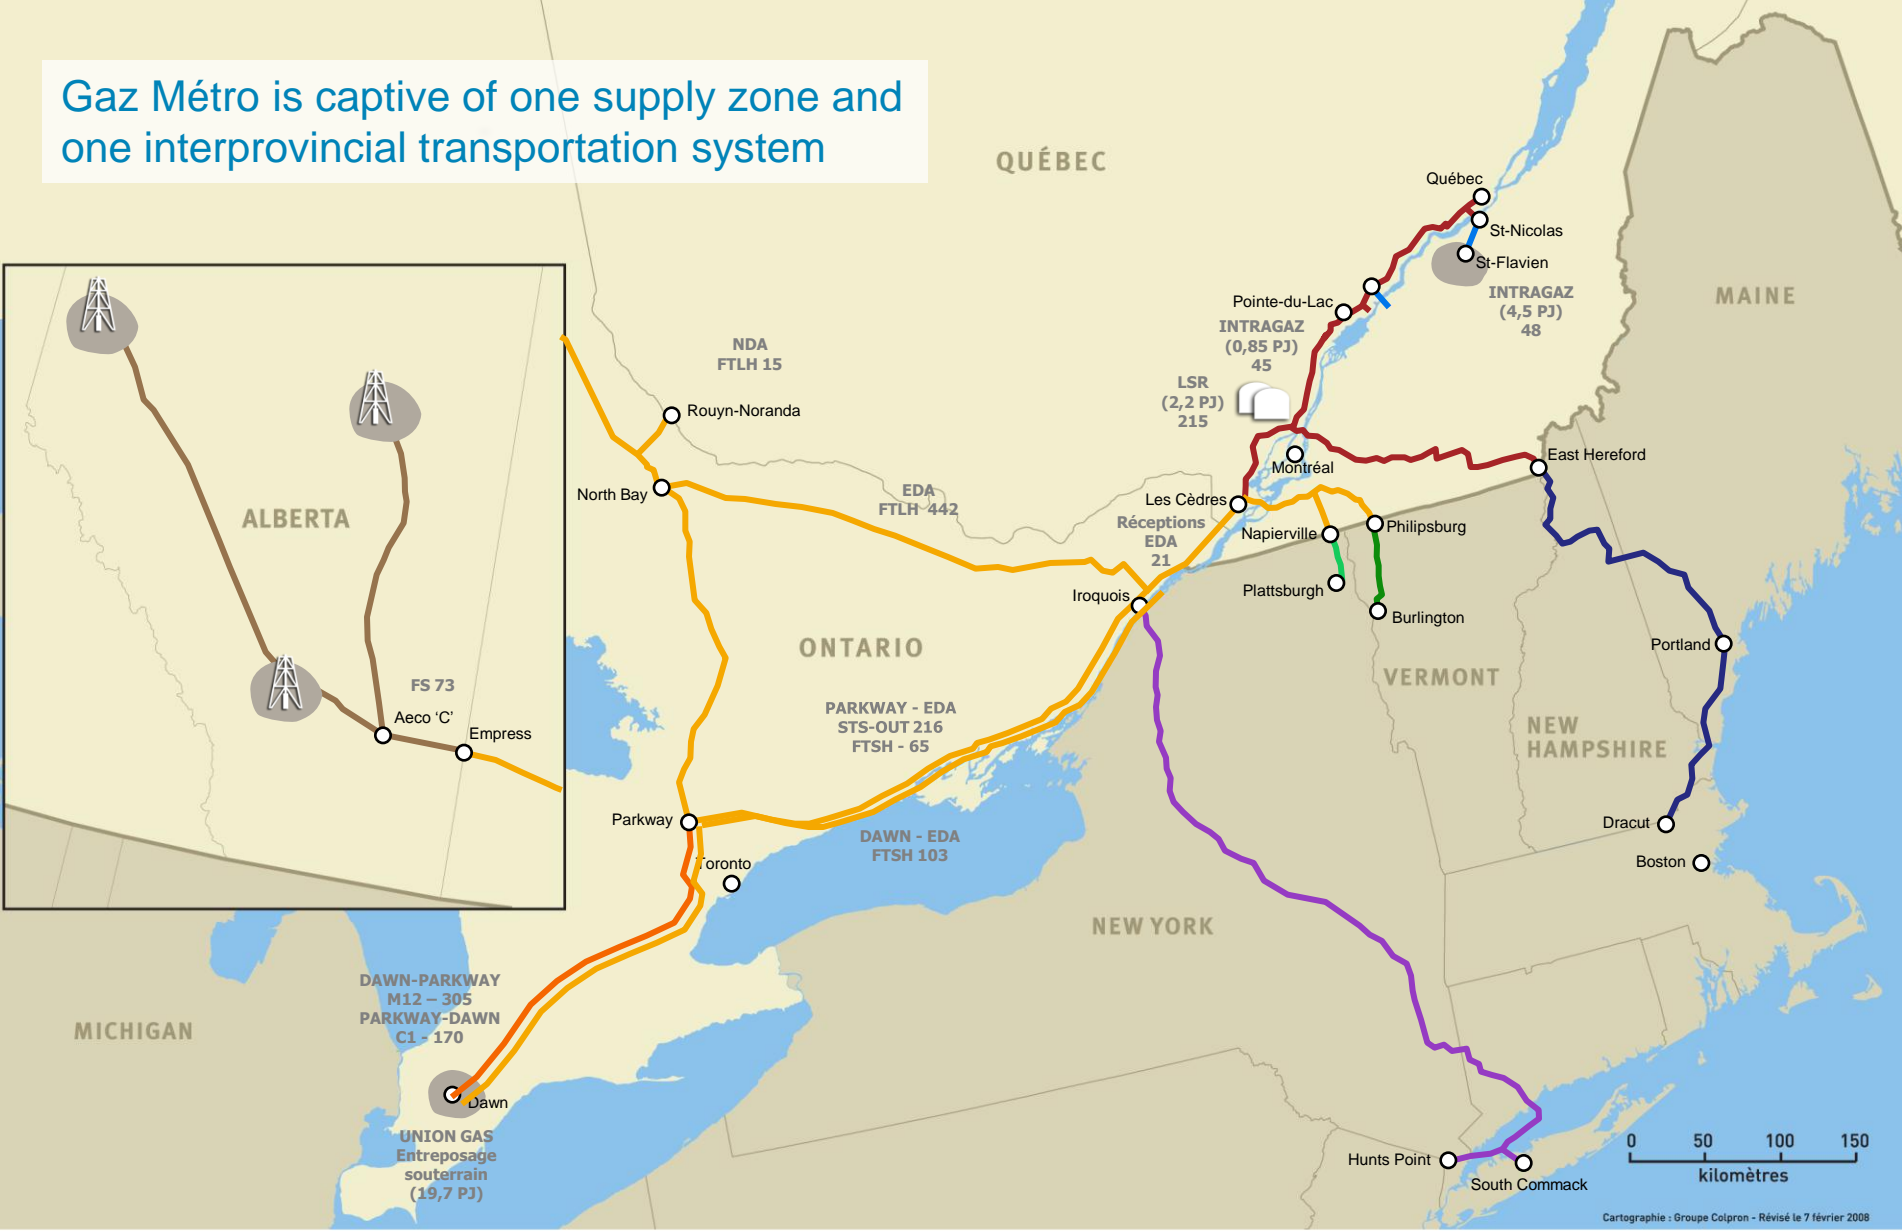 Gaz Métro is captive of one supply zone and
one interprovincial transportation system
QUÉBEC
Québec
St-Nicolas
St-Flavien
INTRAGAZ
(4,5 PJ)
48
MAINE
Pointe-du-Lac
INTRAGAZ
(0,85 PJ)
45
LSR
(2,2 PJ)
215
NDA
FTLH 15
Rouyn-Noranda
North Bay
EDA
FTLH 442
Montréal
East Hereford
Les Cèdres
Réceptions
EDA
21
Napierville
Philipsburg
Plattsburgh
Burlington
Iroquois
ALBERTA
FS 73
Aeco ‘C’
Empress
ONTARIO
PARKWAY - EDA
STS-OUT 216
FTSH - 65
VERMONT
Portland
NEW
HAMPSHIRE
Parkway
Toronto
DAWN - EDA
FTSH 103
Dracut
Boston
NEW YORK
MICHIGAN
DAWN-PARKWAY
M12 – 305
PARKWAY-DAWN
C1 - 170
Dawn
UNION GAS
Entreposage
souterrain
(19,7 PJ)
Hunts Point
South Commack
0 50 100 150
kilomètres
Cartographie : Groupe Colpron - Révisé le 7 février 2008